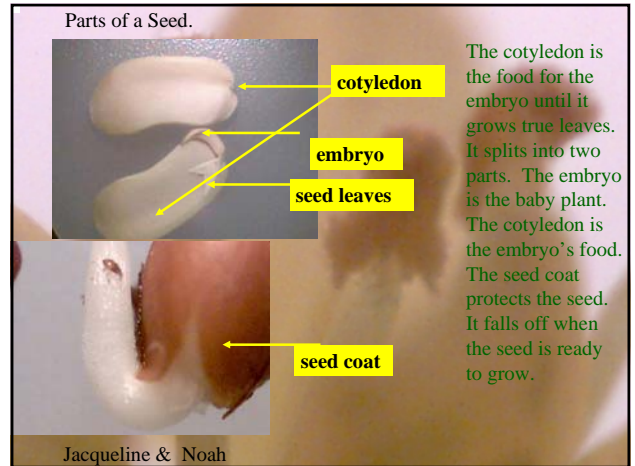 Parts of a Seed.
cotyledon
embryo
seed leaves
seed coat
The cotyledon is
the food for the
embryo until it
grows true leaves.
It splits into two
parts.  The embryo
is the baby plant.
The cotyledon is
the embryo's food.
The seed coat
protects the seed.
It falls off when
the seed is ready
to grow.
Jacqueline &  Noah